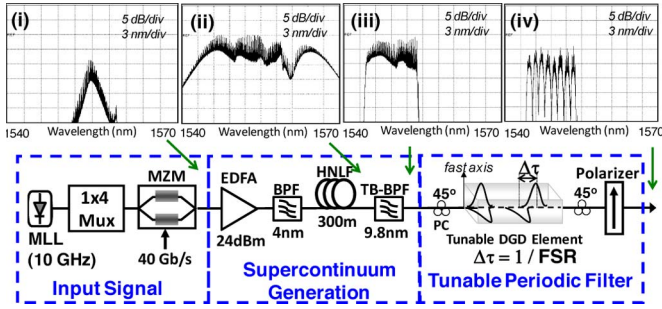 (i)
5 dB/div
3 nm/div
(ii)
5 dB/div
3 nm/div
(iii)
5 dB/div
3 nm/div
(iv)
5 dB/div
3 nm/div
1540 Wavelength (nm) 1570
1540 Wavelength (nm) 1570
1540 Wavelength (nm) 1570
1540 Wavelength (nm) 1570
MLL
(10 GHz)
1x4
Mux
MZM
40 Gb/s
Input Signal
EDFA
24dBm
BPF
4nm
HNLF
300m
TB-BPF
9.8nm
Supercontinuum
Generation
45o
PC
fast axis
Δτ
45o
Polarizer
Tunable DGD Element
Δτ = 1 / FSR
Tunable Periodic Filter